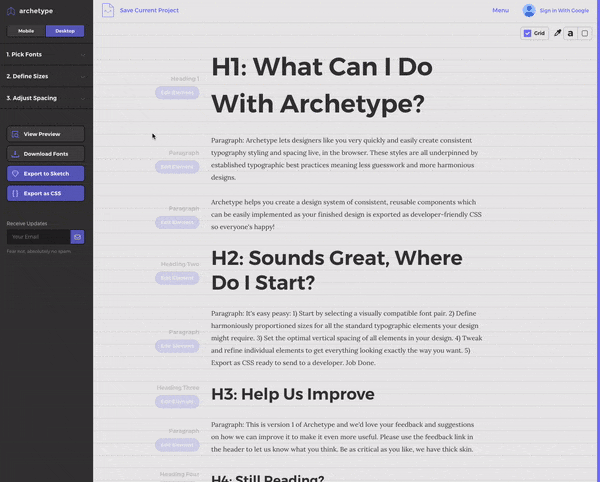 archetype
Save Current Project
Menu
Sign in With Google
Mobile
Desktop
Grid
a
1. Pick Fonts
2. Define Sizes
3. Adjust Spacing
View Preview
Download Fonts
Export to Sketch
Export as CSS
Receive Updates
Your Email
Fear not, absolutely no spam.
Heading 1
Edit Element
H1: What Can I Do
With Archetype?
Paragraph
Edit Element
Paragraph: Archetype lets designers like you very quickly and easily create consistent
typography styling and spacing live, in the browser. These styles are all underpinned by
established typographic best practices meaning less guesswork and more harmonious
designs.
Paragraph
Edit Element
Archetype helps you create a design system of consistent, reusable components which
can be easily implemented as your finished design is exported as developer-friendly CSS
so everyone's happy!
Heading Two
Edit Element
H2: Sounds Great, Where
Do I Start?
Paragraph
Edit Element
Paragraph: It's easy peasy: 1) Start by selecting a visually compatible font pair. 2) Define
harmoniously proportioned sizes for all the standard typographic elements your design
might require. 3) Set the optimal vertical spacing of all elements in your design. 4) Tweak
and refine individual elements to get everything looking exactly the way you want. 5)
Export as CSS ready to send to a developer. Job Done.
Heading Three
Edit Element
H3: Help Us Improve
Paragraph
Edit Element
Paragraph: This is version 1 of Archetype and we'd love your feedback and suggestions
on how we can improve it to make it even more useful. Please use the feedback link in
the header to let us know what you think. Be as critical as you like, we have thick skin.
Heading Four
H4: Still Reading?